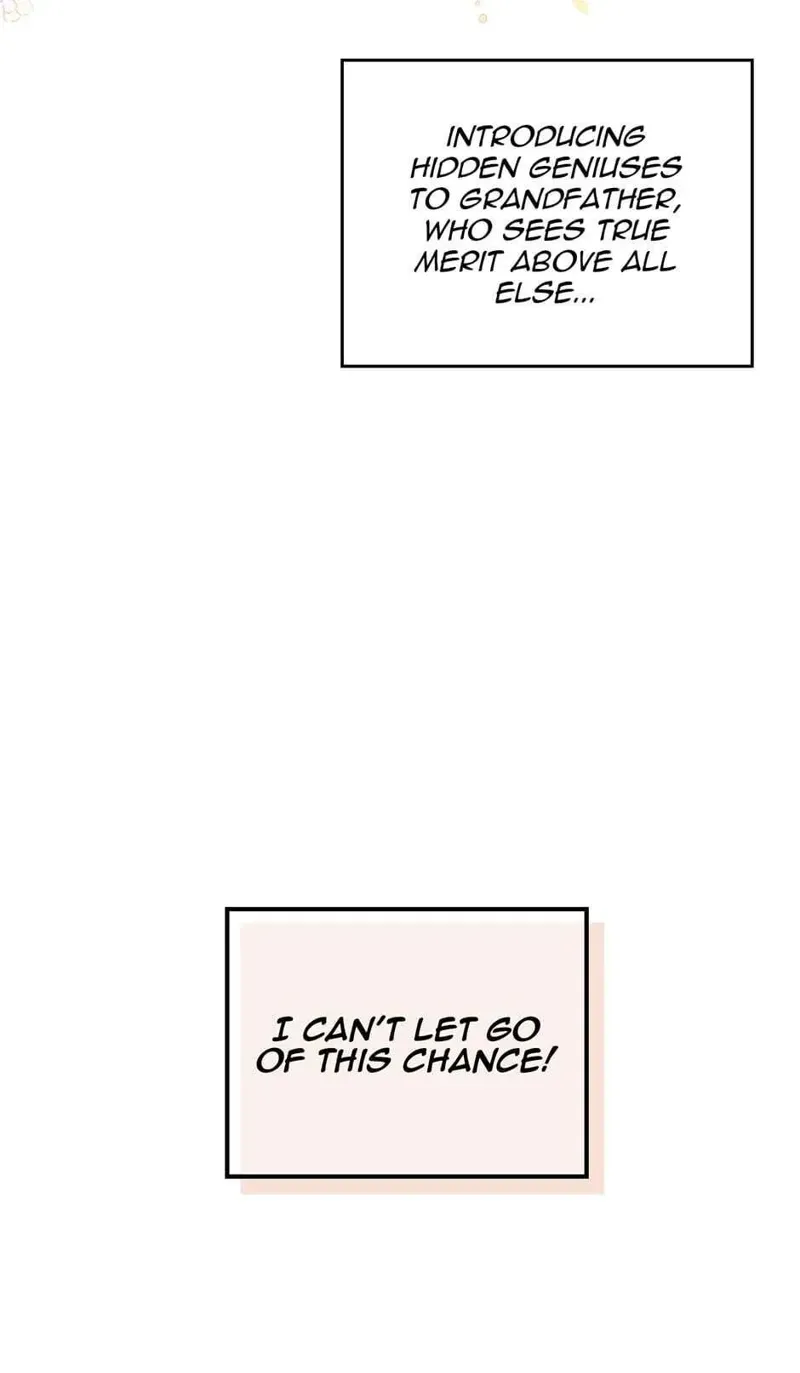 INTRODUCING
HIDDEN GENIUSES
TO GRANDFATHER,
WHO SEES TRUE
MERIT ABOVE ALL
ELSE...
I CAN'T LET GO
OF THIS CHANCE!